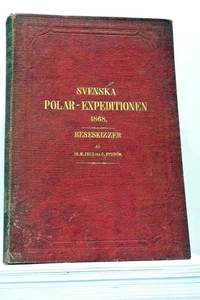 SVENSKA
POLAR-EXPEDITIONEN
1868.
RESESKIZZER
AF